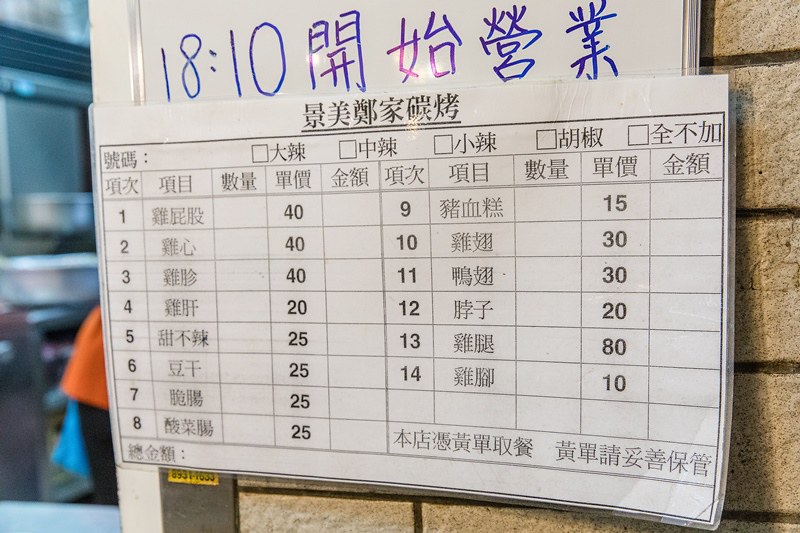 18:10 開始營業
景美鄭家碳烤
號碼： □大辣 □中辣 □小辣 □胡椒 □全不加
項次 項目 數量 單價 金額 項次 項目 數量 單價 金額
1 雞屁股 40 9 豬血糕 15
2 雞心 40 10 雞翅 30
3 雞胗 40 11 鴨翅 30
4 雞肝 20 12 脖子 20
5 甜不辣 25 13 雞腿 80
6 豆干 25 14 雞腳 10
7 脆腸 25
8 酸菜腸 25
本店憑黃單取餐 黃單請妥善保管
總金額：